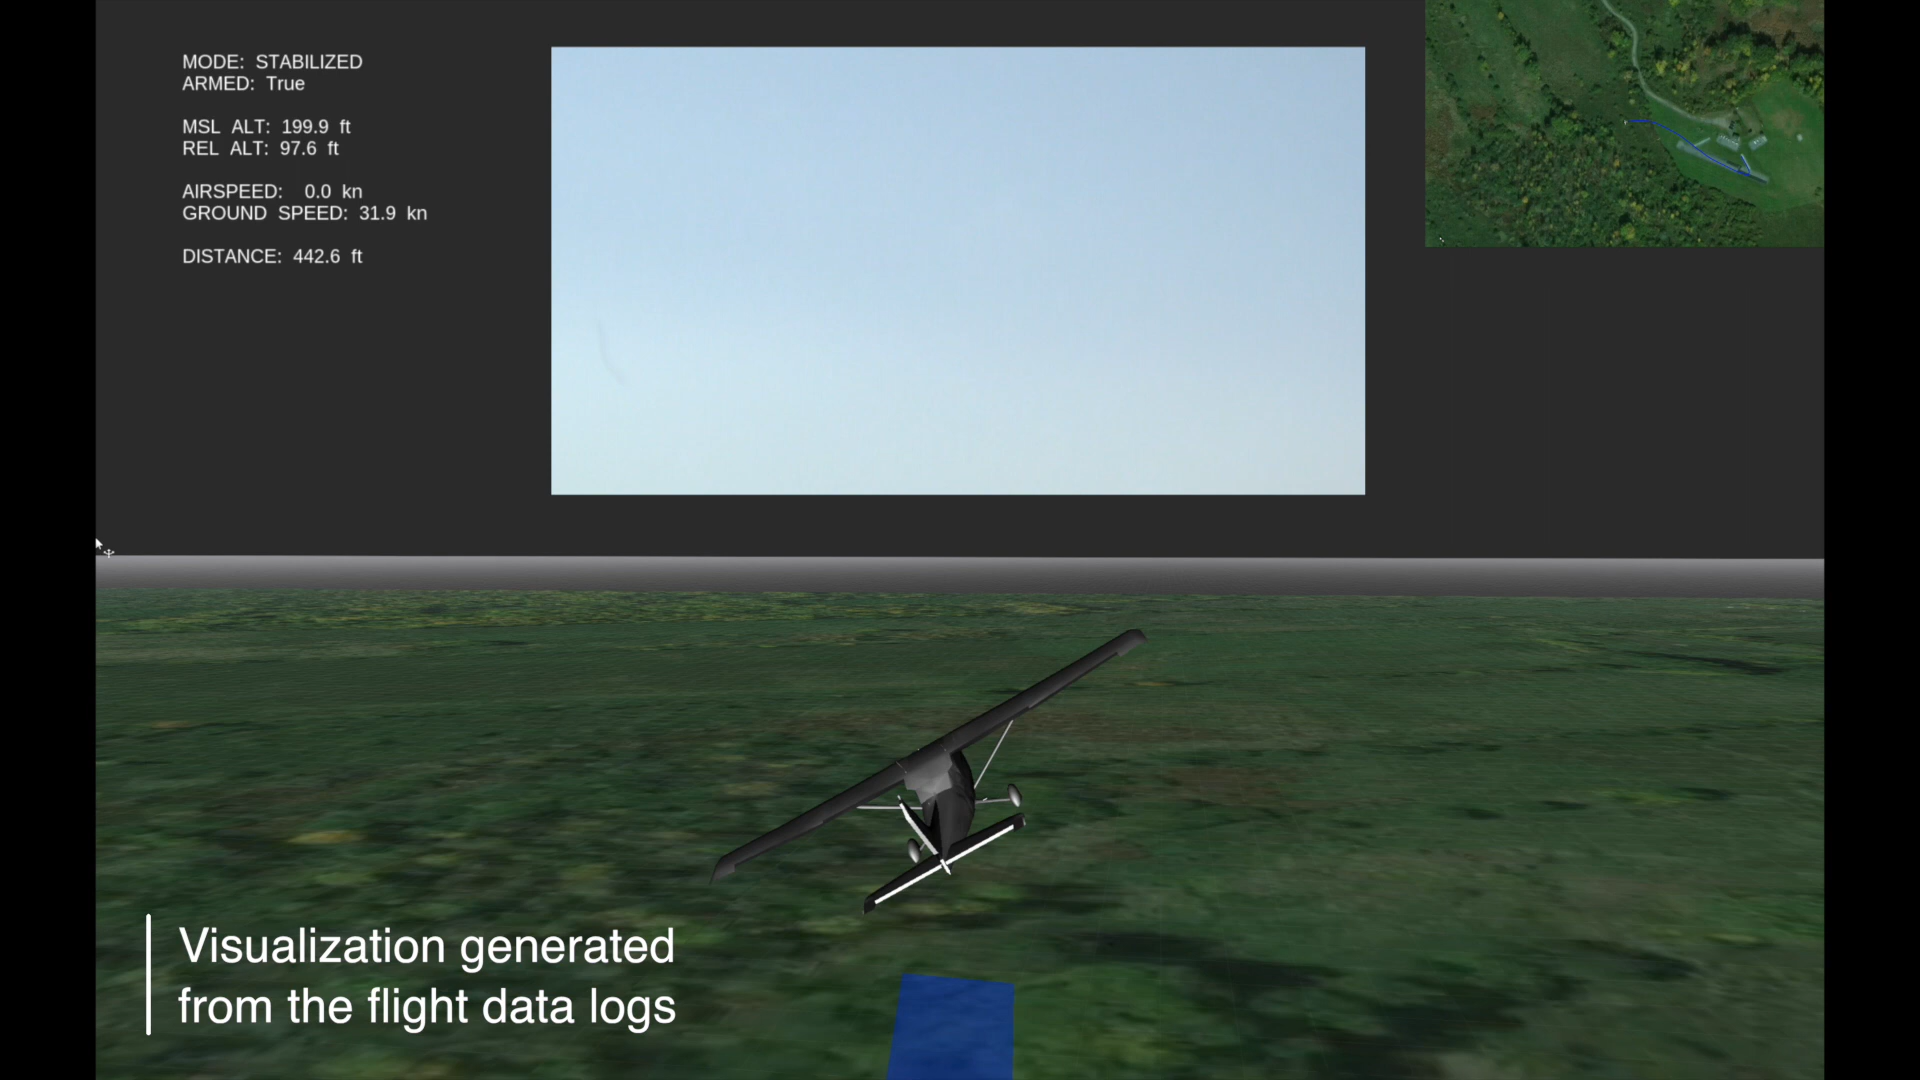 MODE: STABILIZED
ARMED: True
MSL ALT: 199.9 ft
REL ALT: 97.6 ft
AIRSPEED: 0.0 kn
GROUND SPEED: 31.9 kn
DISTANCE: 442.6 ft
Visualization generated
from the flight data logs